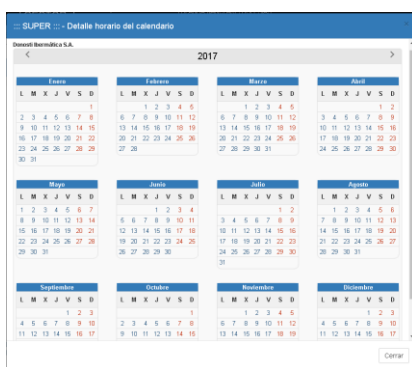 ::: SUPER ::: - Detalle horario del calendario
Donosti Ibermática S.A.
< 2017 >
Enero Febrero Marzo Abril
L M X J V S D L M X J V S D L M X J V S D L M X J V S D
1 1 2 3 4 5 1 2 3 4 5 1 2
2 3 4 5 6 7 8 6 7 8 9 10 11 12 6 7 8 9 10 11 12 3 4 5 6 7 8 9
9 10 11 12 13 14 15 13 14 15 16 17 18 19 13 14 15 16 17 18 19 10 11 12 13 14 15 16
16 17 18 19 20 21 22 20 21 22 23 24 25 26 20 21 22 23 24 25 26 17 18 19 20 21 22 23
23 24 25 26 27 28 29 27 28 27 28 29 30 31 24 25 26 27 28 29 30
30 31
Mayo Junio Julio Agosto
L M X J V S D L M X J V S D L M X J V S D L M X J V S D
1 2 3 4 5 6 7 1 2 3 4 1 2 1 2 3 4 5 6
8 9 10 11 12 13 14 5 6 7 8 9 10 11 3 4 5 6 7 8 9 7 8 9 10 11 12 13
15 16 17 18 19 20 21 12 13 14 15 16 17 18 10 11 12 13 14 15 16 14 15 16 17 18 19 20
22 23 24 25 26 27 28 19 20 21 22 23 24 25 17 18 19 20 21 22 23 21 22 23 24 25 26 27
29 30 31 26 27 28 29 30 24 25 26 27 28 29 30 28 29 30 31
31
Septiembre Octubre Noviembre Diciembre
L M X J V S D L M X J V S D L M X J V S D L M X J V S D
1 2 3 1 1 2 3 4 5 1 2 3
4 5 6 7 8 9 10 2 3 4 5 6 7 8 6 7 8 9 10 11 12 4 5 6 7 8 9 10
11 12 13 14 15 16 17 9 10 11 12 13 14 15 13 14 15 16 17 18 19 11 12 13 14 15 16 17
Cerrar